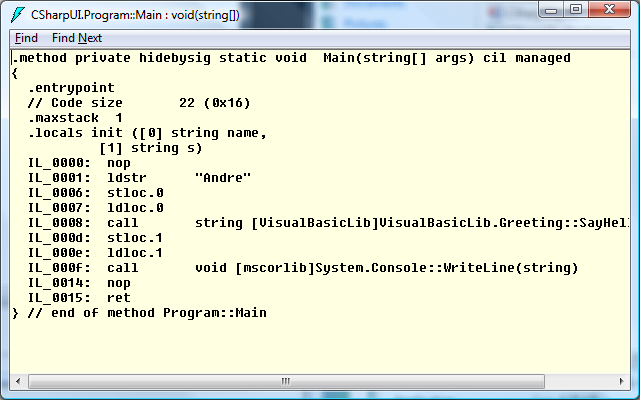 CSharpUI.Program::Main : void(string[])
Find    Find Next
.method private hidebysig static void  Main(string[] args) cil managed
{
  .entrypoint
  // Code size       22 (0x16)
  .maxstack  1
  .locals init ([0] string name,
           [1] string s)
  IL_0000:  nop
  IL_0001:  ldstr      "Andre"
  IL_0006:  stloc.0
  IL_0007:  ldloc.0
  IL_0008:  call       string [VisualBasicLib]VisualBasicLib.Greeting::SayHell
  IL_000d:  stloc.1
  IL_000e:  ldloc.1
  IL_000f:  call       void [mscorlib]System.Console::WriteLine(string)
  IL_0014:  nop
  IL_0015:  ret
} // end of method Program::Main